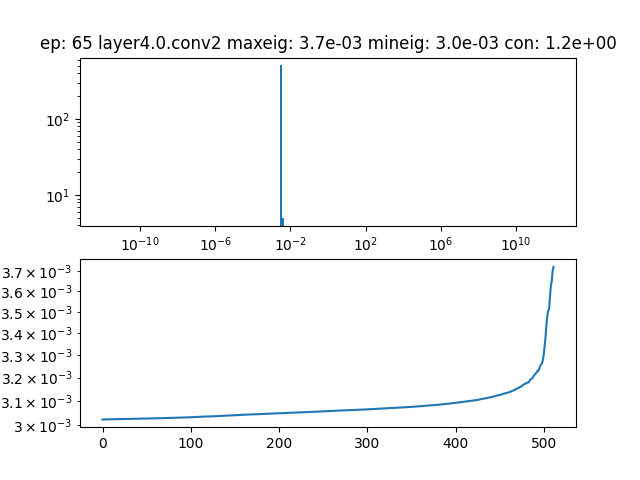 ep: 65 layer4.0.conv2 maxeig: 3.7e-03 mineig: 3.0e-03 con: 1.2e+00
10²
10¹
10⁻¹⁰ 10⁻⁶ 10⁻² 10² 10⁶ 10¹⁰
3.7 × 10⁻³
3.6 × 10⁻³
3.5 × 10⁻³
3.4 × 10⁻³
3.3 × 10⁻³
3.2 × 10⁻³
3.1 × 10⁻³
3 × 10⁻³
0 100 200 300 400 500